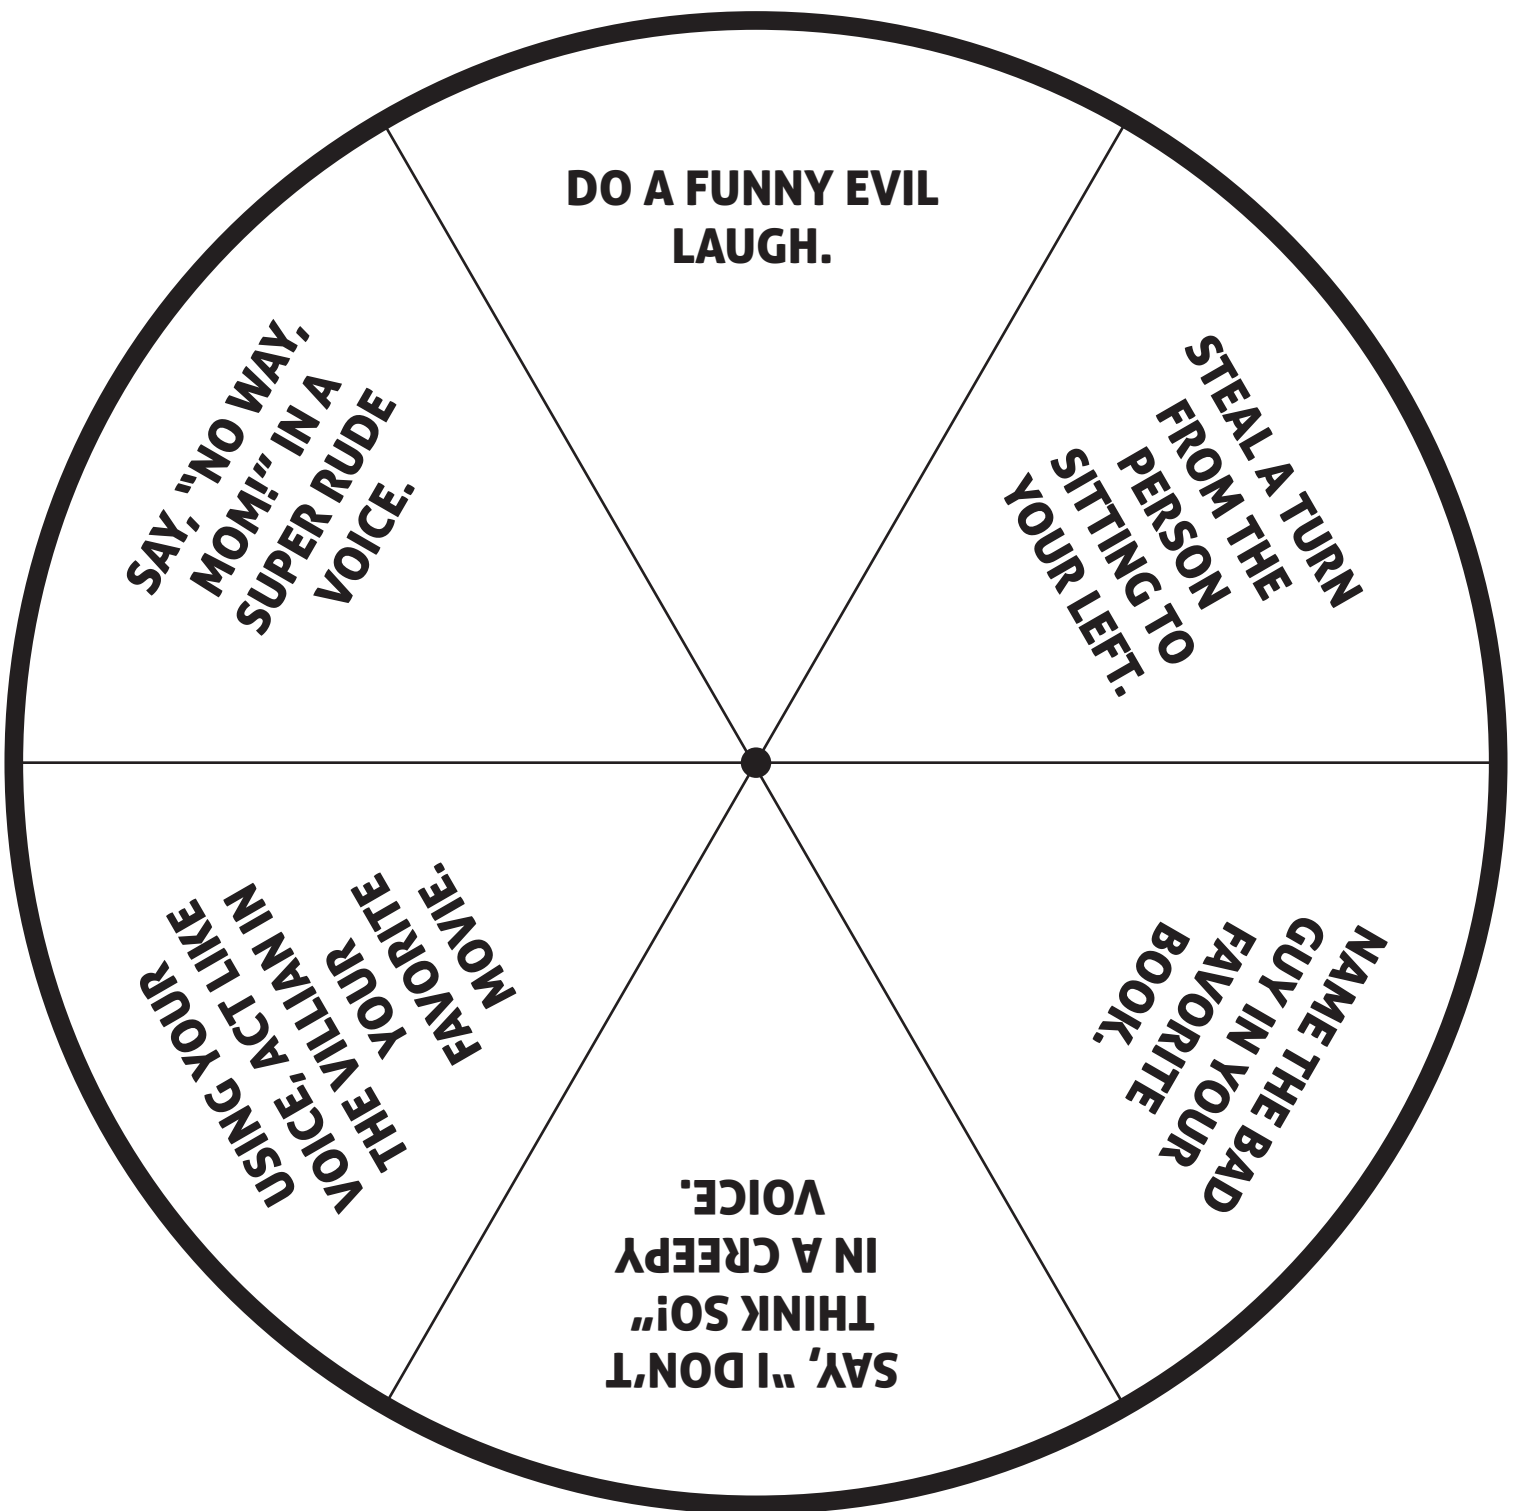 DO A FUNNY EVIL
LAUGH.
STEAL A TURN
FROM THE
PERSON
SITTING TO
YOUR LEFT.
NAME THE BAD
GUY IN YOUR
FAVORITE
BOOK.
SAY, "I DON'T
THINK SO!"
IN A CREEPY
VOICE.
USING YOUR
VOICE, ACT LIKE
THE VILLIAN IN
YOUR
FAVORITE
MOVIE.
SAY, "NO WAY,
MOM!" IN A
SUPER RUDE
VOICE.